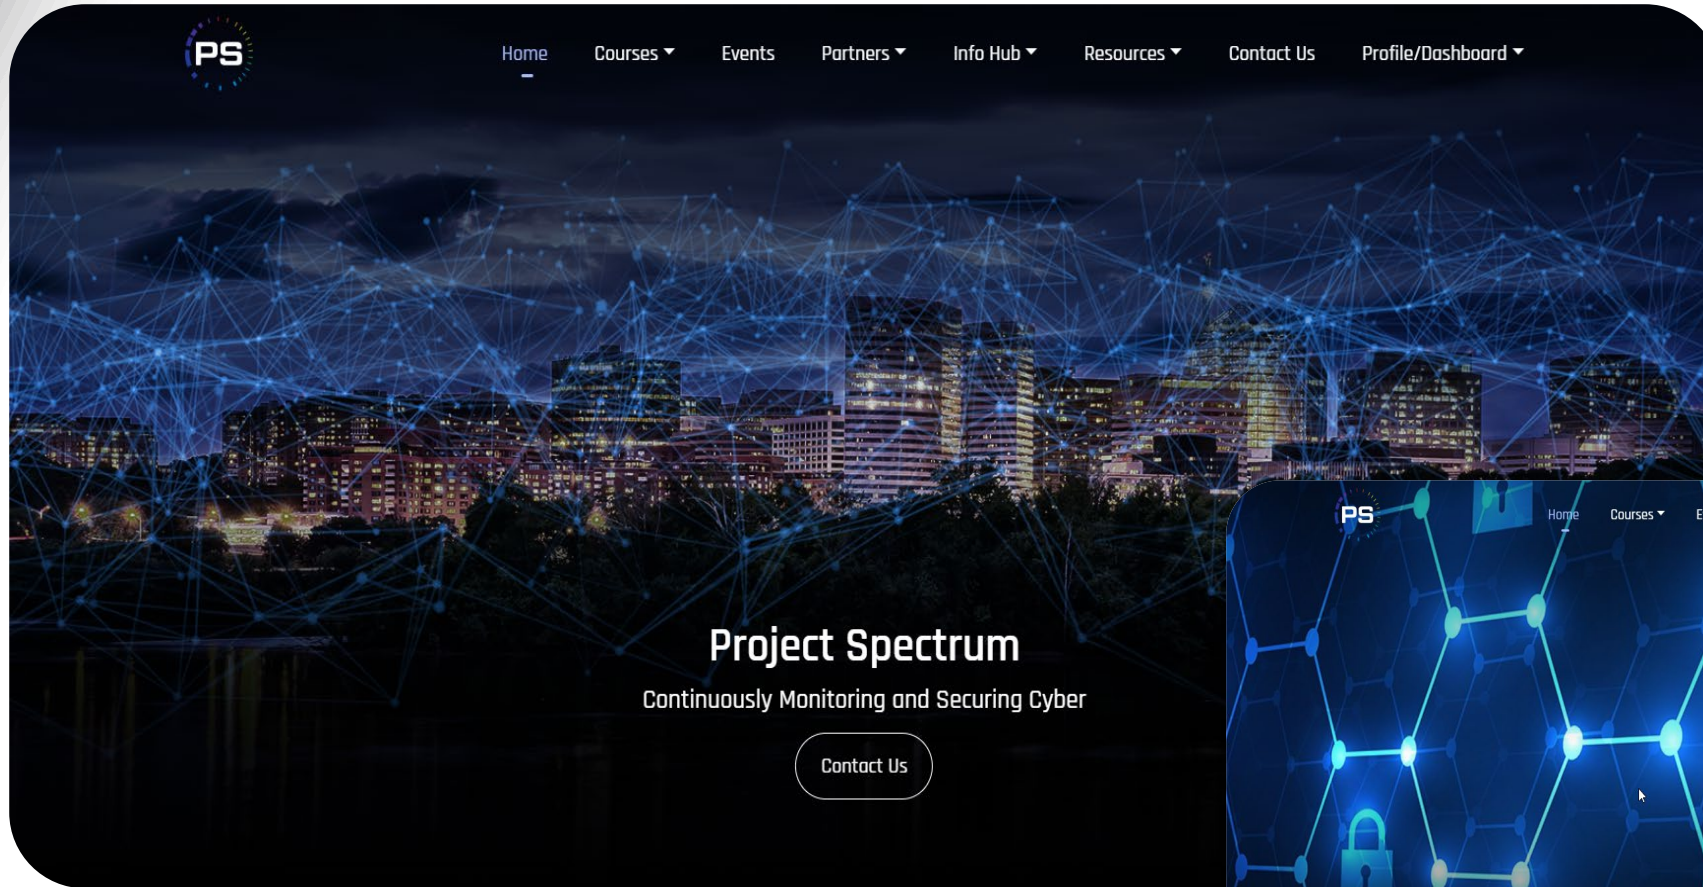 PS
Home Courses Events Partners Info Hub Resources Contact Us Profile/Dashboard
Project Spectrum
Continuously Monitoring and Securing Cyber
Contact Us
PS
Home Courses E